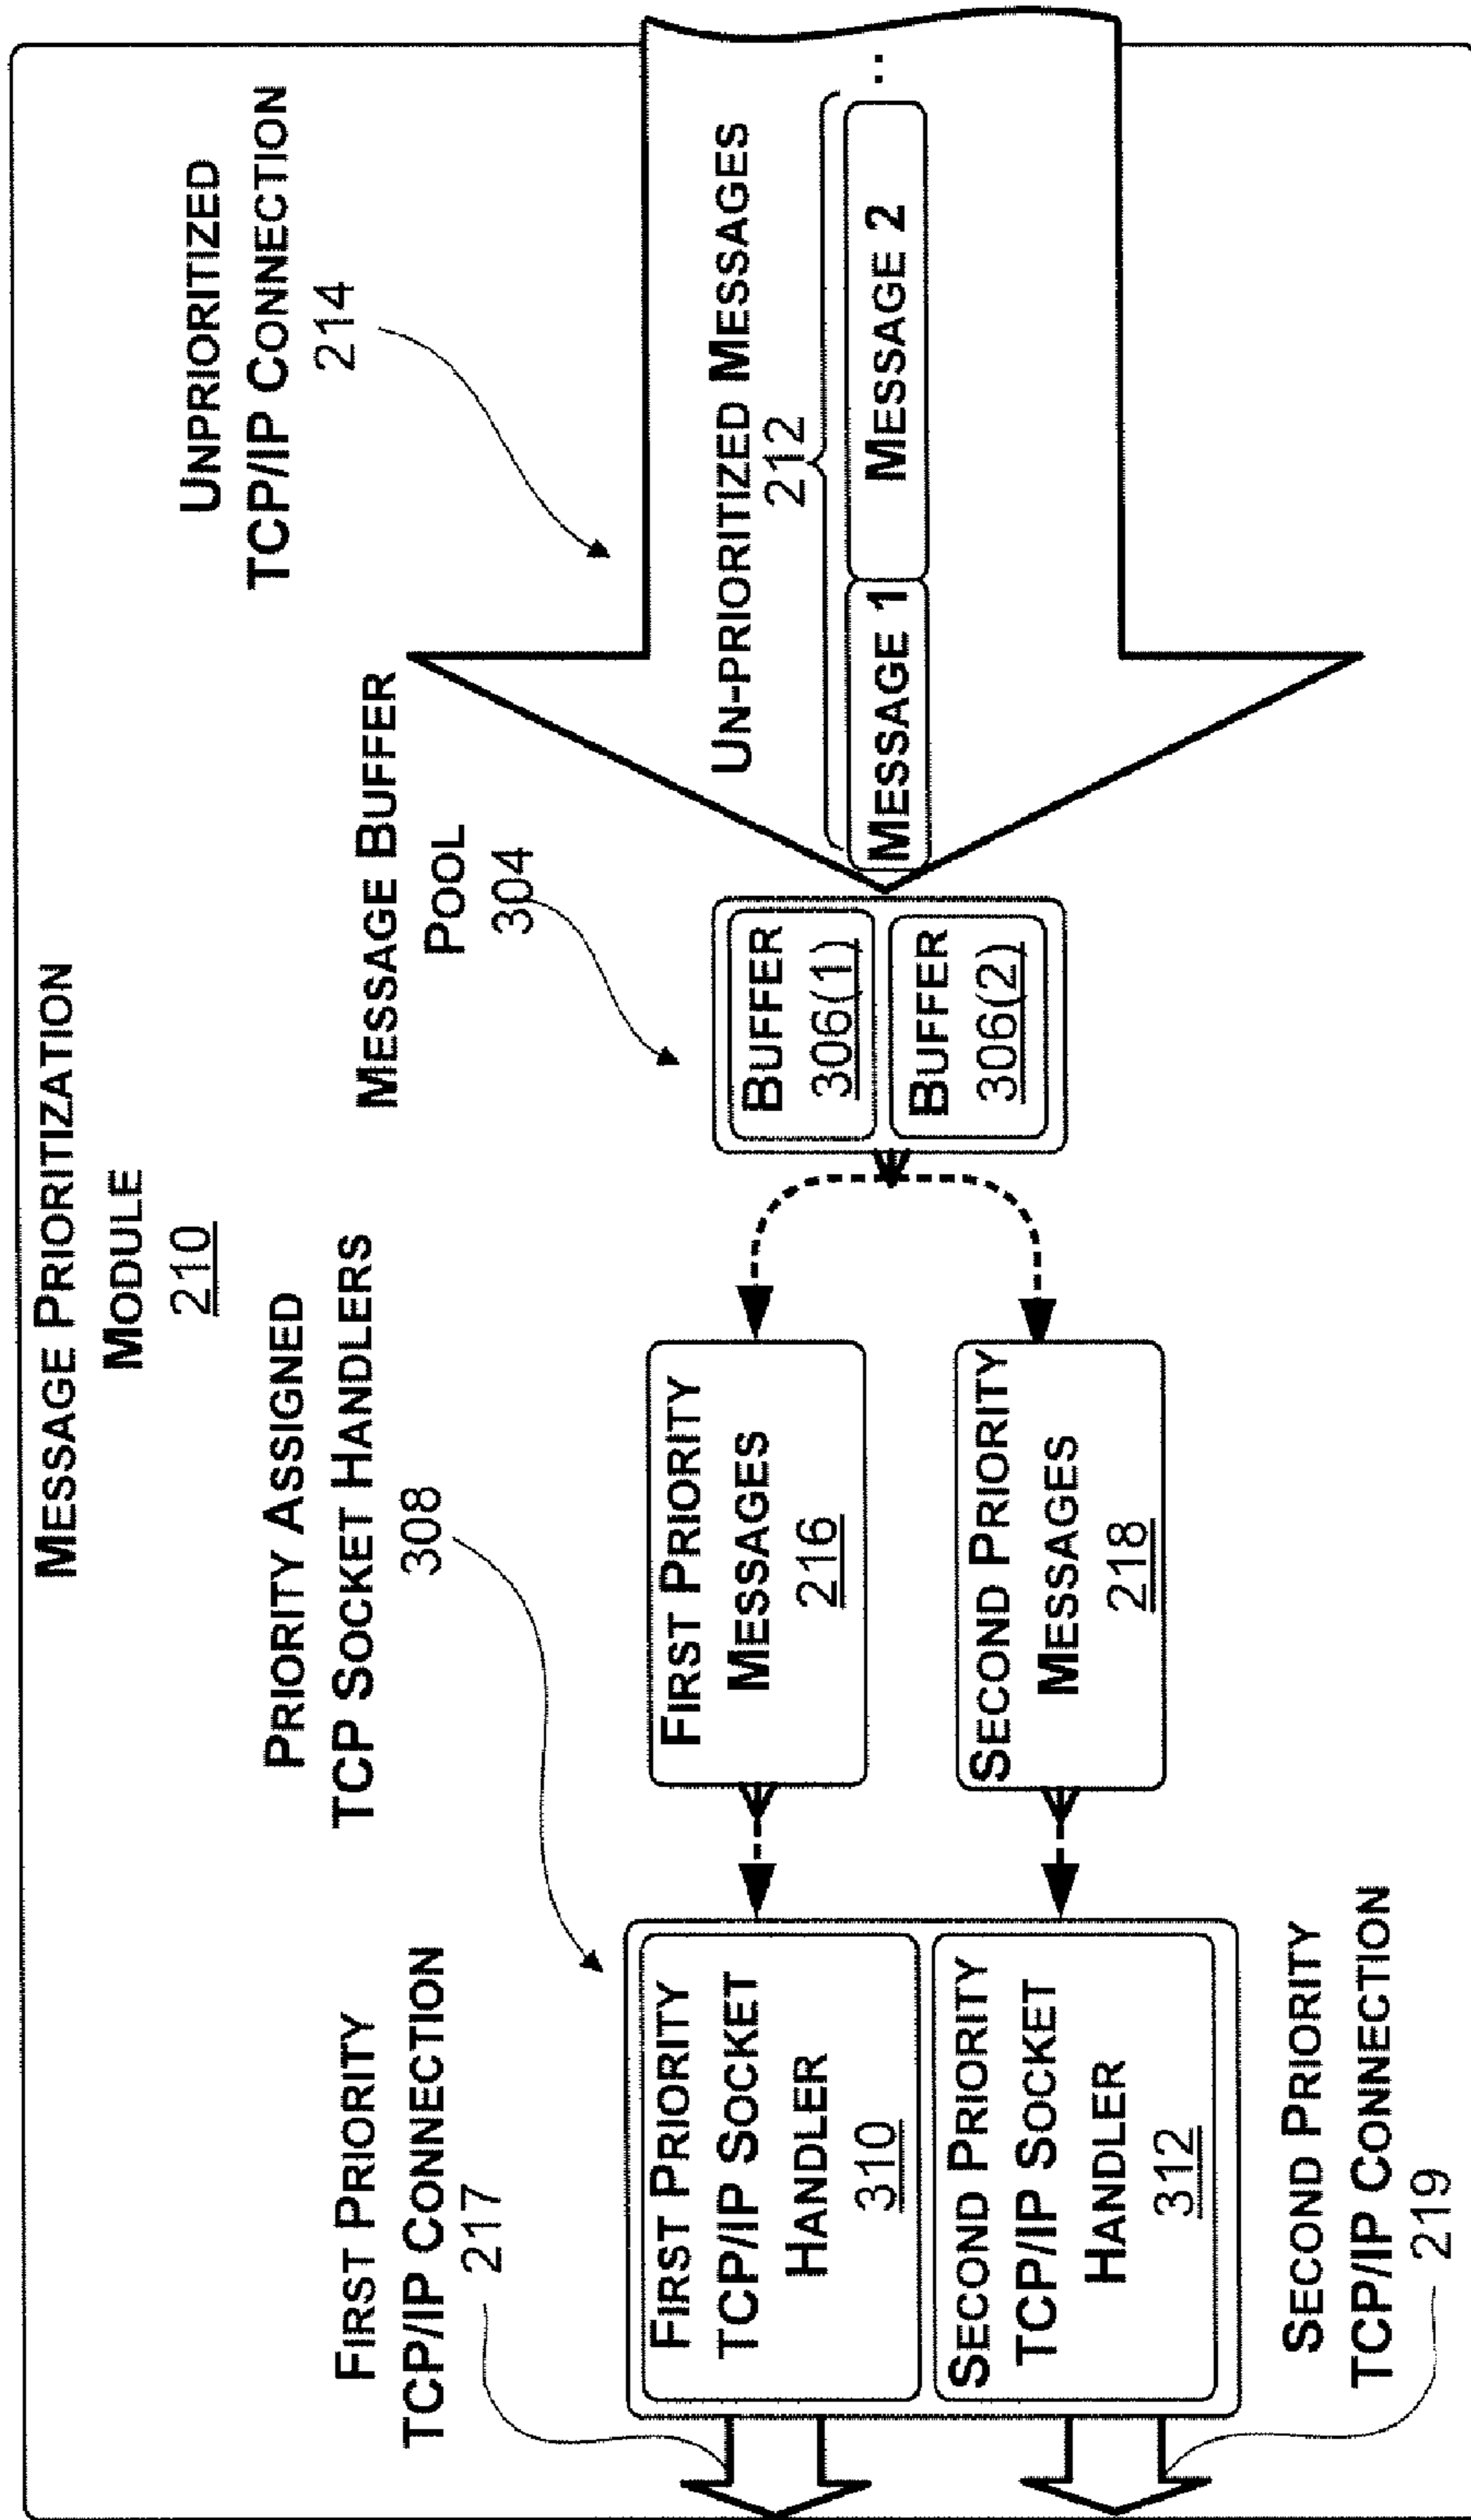 MESSAGE PRIORITIZATION
MODULE
210
UNPRIORITIZED
TCP/IP CONNECTION
214
MESSAGE BUFFER
POOL
304
PRIORITY ASSIGNED
TCP SOCKET HANDLERS
308
FIRST PRIORITY
TCP/IP CONNECTION
217
FIRST PRIORITY
TCP/IP SOCKET
HANDLER
310
SECOND PRIORITY
TCP/IP SOCKET
HANDLER
312
FIRST PRIORITY
MESSAGES
216
SECOND PRIORITY
MESSAGES
218
BUFFER
306(1)
BUFFER
306(2)
UN-PRIORITIZED MESSAGES
212
MESSAGE 1
MESSAGE 2
..
SECOND PRIORITY
TCP/IP CONNECTION
219